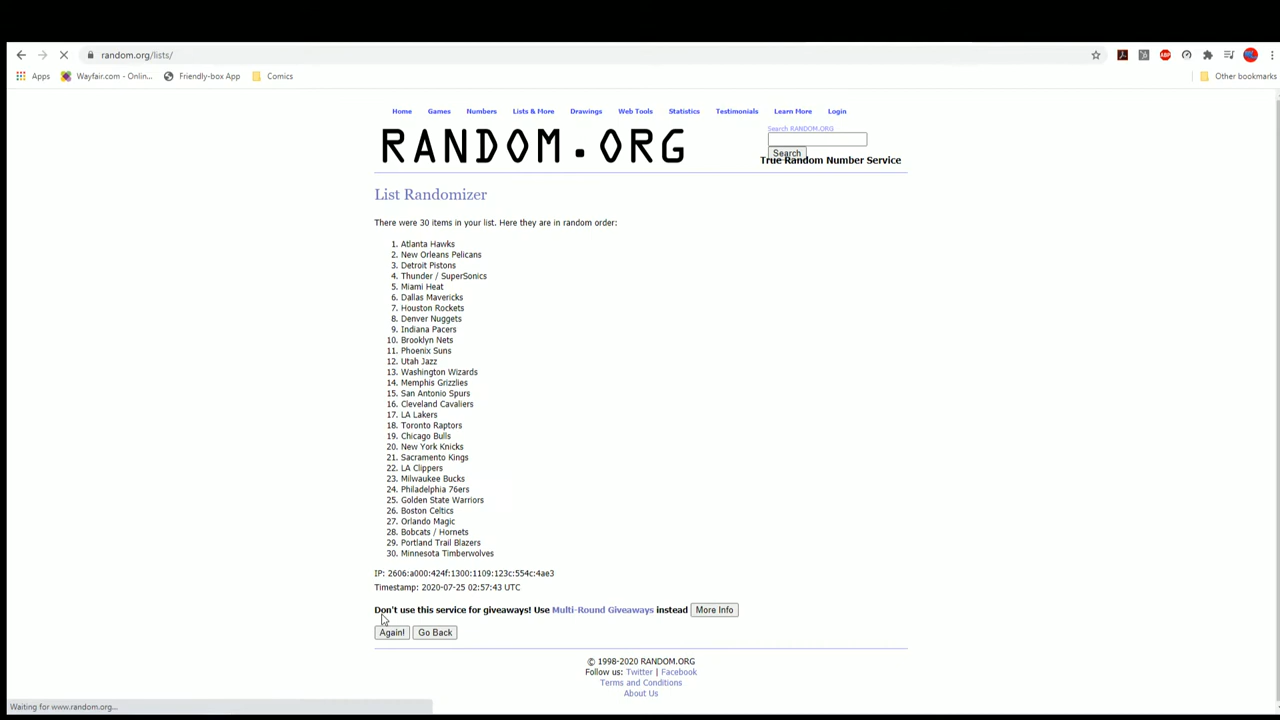 random.org/lists/
Apps Wayfair.com - Onlin... Friendly-box App Comics Other bookmarks
Home Games Numbers Lists & More Drawings Web Tools Statistics Testimonials Learn More Login
RANDOM.ORG
Search RANDOM.ORG
Search
True Random Number Service
List Randomizer
There were 30 items in your list. Here they are in random order:
1. Atlanta Hawks
2. New Orleans Pelicans
3. Detroit Pistons
4. Thunder / SuperSonics
5. Miami Heat
6. Dallas Mavericks
7. Houston Rockets
8. Denver Nuggets
9. Indiana Pacers
10. Brooklyn Nets
11. Phoenix Suns
12. Utah Jazz
13. Washington Wizards
14. Memphis Grizzlies
15. San Antonio Spurs
16. Cleveland Cavaliers
17. LA Lakers
18. Toronto Raptors
19. Chicago Bulls
20. New York Knicks
21. Sacramento Kings
22. LA Clippers
23. Milwaukee Bucks
24. Philadelphia 76ers
25. Golden State Warriors
26. Boston Celtics
27. Orlando Magic
28. Bobcats / Hornets
29. Portland Trail Blazers
30. Minnesota Timberwolves
IP: 2606:a000:424f:1300:1109:123c:554c:4ae3
Timestamp: 2020-07-25 02:57:43 UTC
Don't use this service for giveaways! Use Multi-Round Giveaways instead More Info
Again! Go Back
© 1998-2020 RANDOM.ORG
Follow us: Twitter | Facebook
Terms and Conditions
About Us
Waiting for www.random.org...